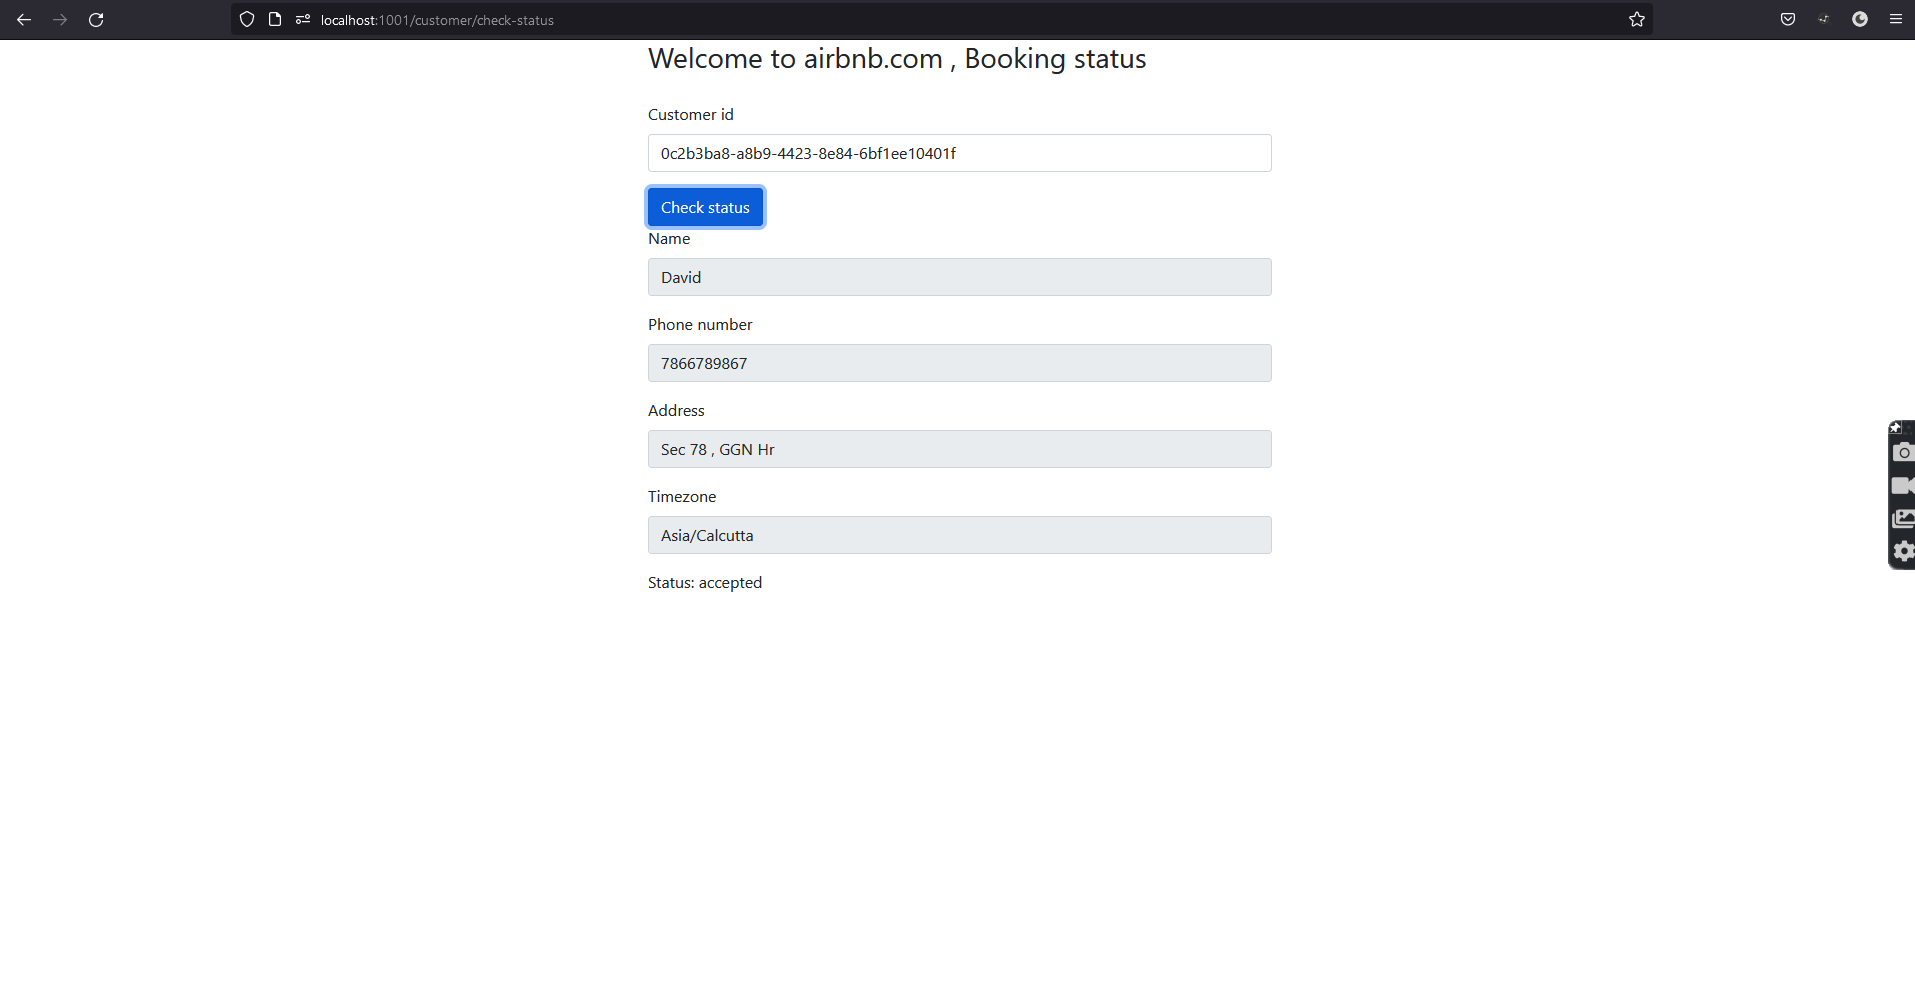 localhost:1001/customer/check-status
Welcome to airbnb.com , Booking status
Customer id
0c2b3ba8-a8b9-4423-8e84-6bf1ee10401f
Check status
Name
David
Phone number
7866789867
Address
Sec 78 , GGN Hr
Timezone
Asia/Calcutta
Status: accepted